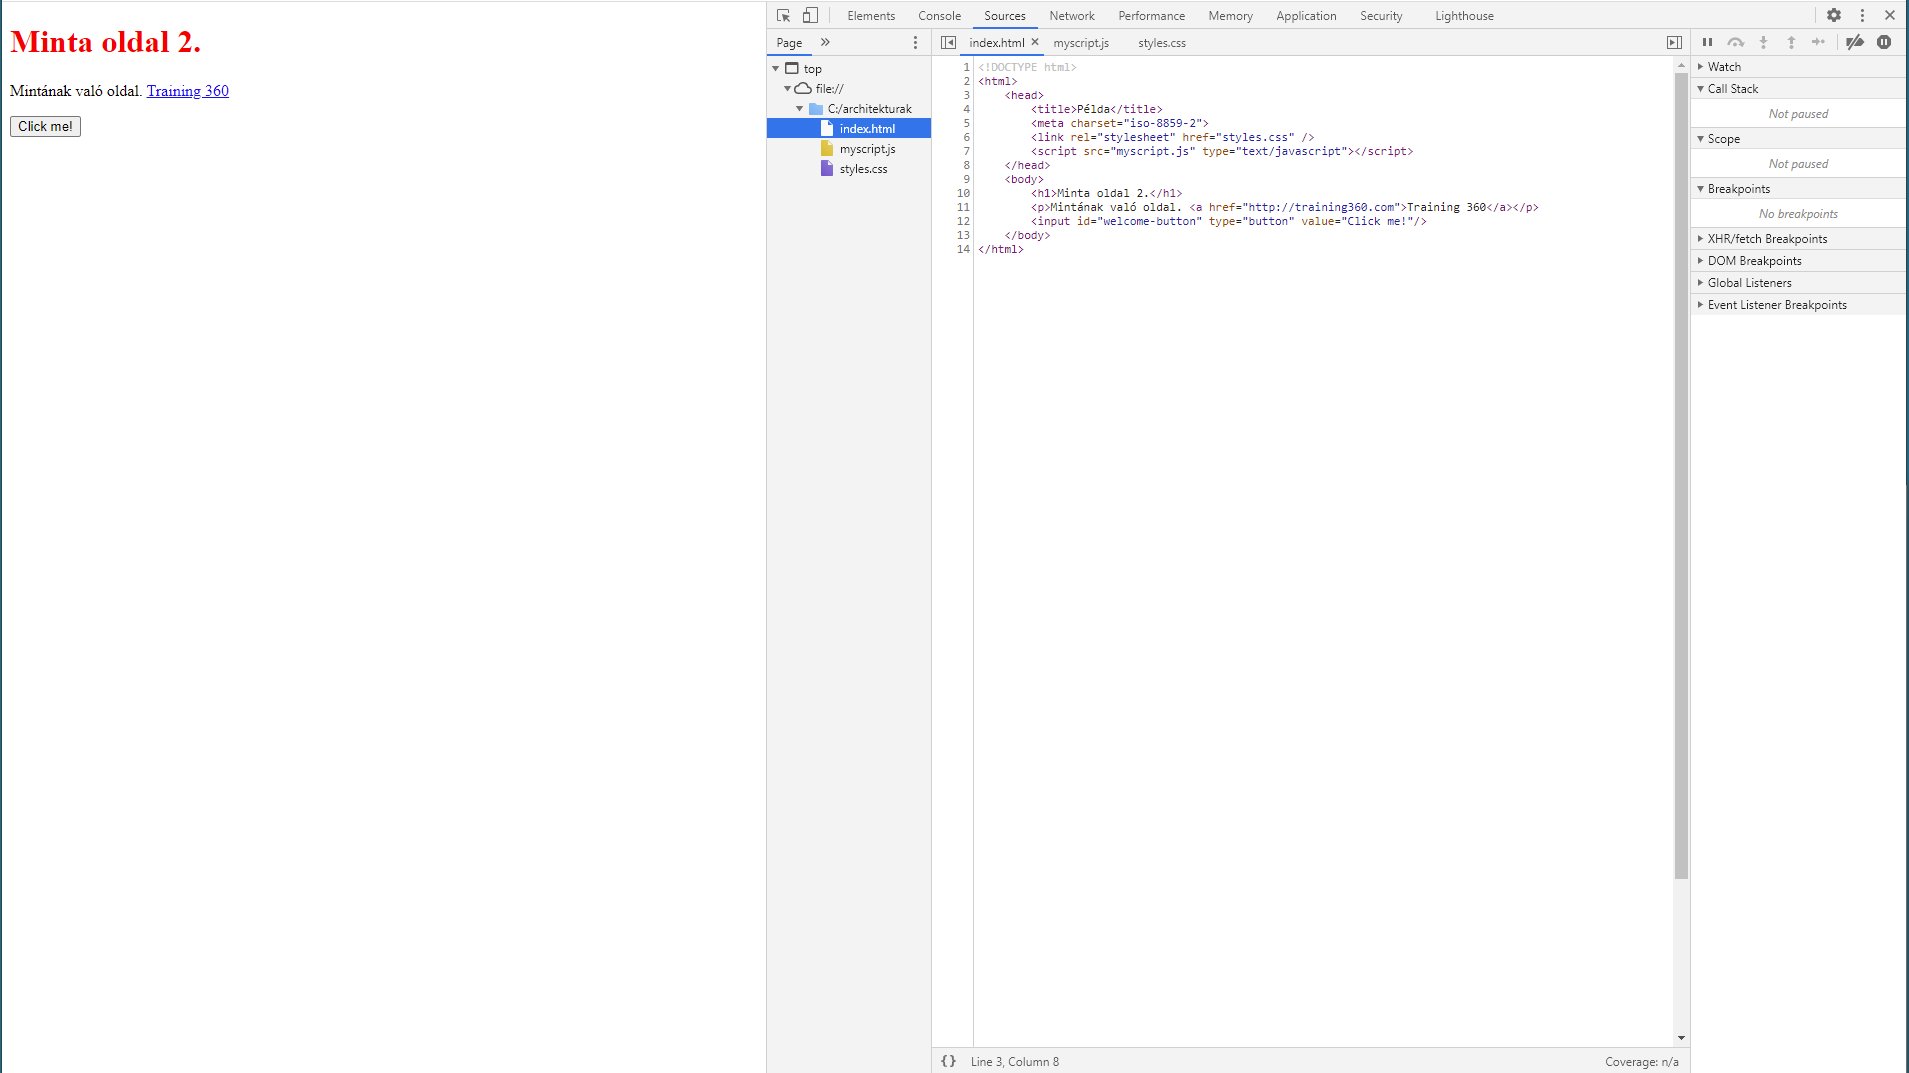 Minta oldal 2.
Mintának való oldal. Training 360
Click me!
Elements Console Sources Network Performance Memory Application Security Lighthouse
Page
top
file://
C:/architekturak
index.html
myscript.js
styles.css
index.html myscript.js styles.css
1 <!DOCTYPE html>
2 <html>
3 <head>
4 <title>Példa</title>
5 <meta charset="iso-8859-2">
6 <link rel="stylesheet" href="styles.css" />
7 <script src="myscript.js" type="text/javascript"></script>
8 </head>
9 <body>
10 <h1>Minta oldal 2.</h1>
11 <p>Mintának való oldal. <a href="http://training360.com">Training 360</a></p>
12 <input id="welcome-button" type="button" value="Click me!"/>
13 </body>
14 </html>
{} Line 3, Column 8 Coverage: n/a
Watch
Call Stack
Not paused
Scope
Not paused
Breakpoints
No breakpoints
XHR/fetch Breakpoints
DOM Breakpoints
Global Listeners
Event Listener Breakpoints